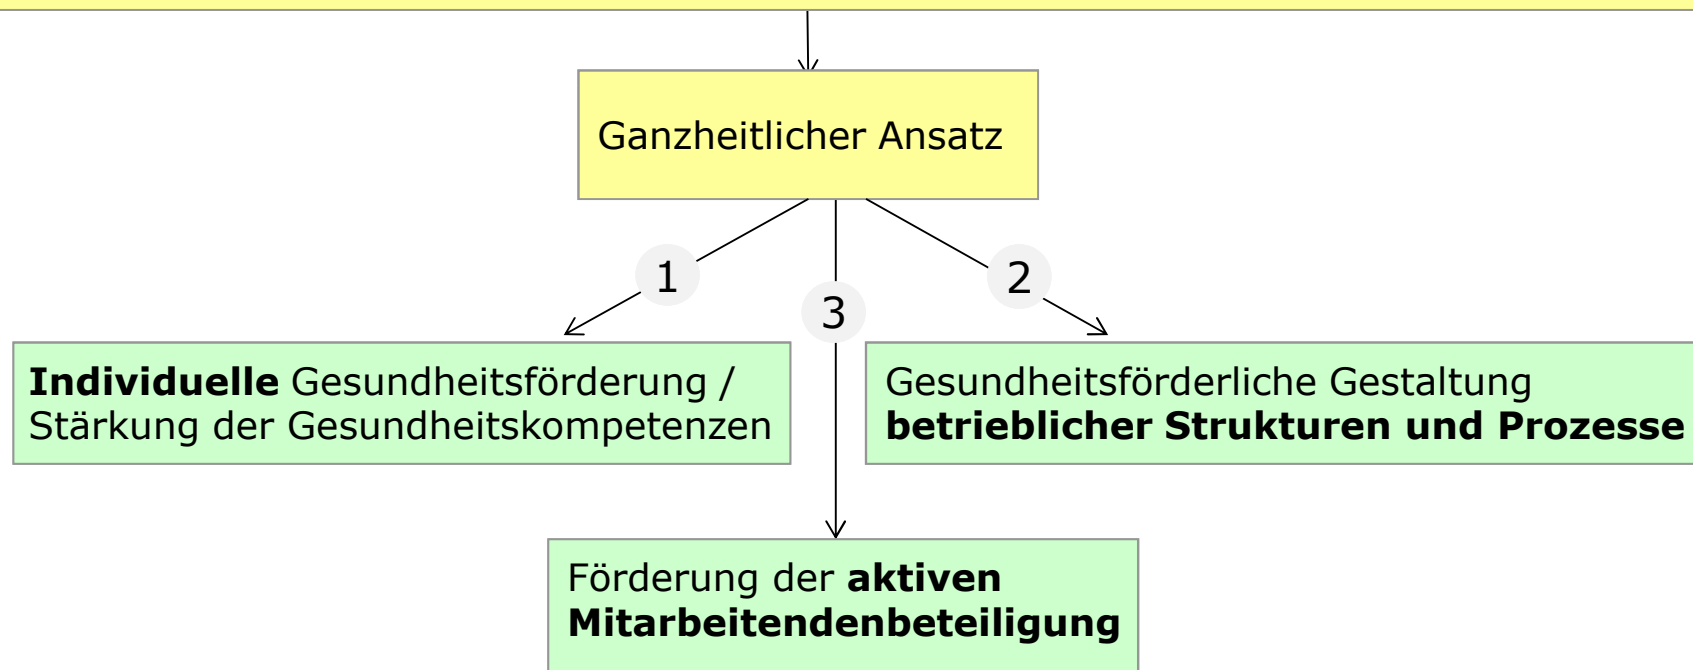 Ganzheitlicher Ansatz
1
2
3
Individuelle Gesundheitsförderung /
Stärkung der Gesundheitskompetenzen
Gesundheitsförderliche Gestaltung
betrieblicher Strukturen und Prozesse
Förderung der aktiven
Mitarbeitendenbeteiligung